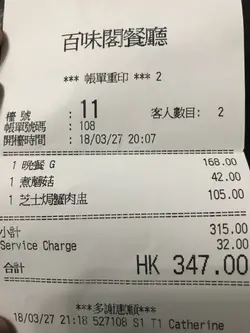 百味閣餐廳
*** 帳單重印 *** 2
檯 號 : 11 客人數目: 2
帳單號碼 : 108
開檯時間 : 18/03/27 20:07
1 晚餐 G 168.00
1 煮蘑菇 42.00
1 芝士焗蟹肉盅 105.00
小計 315.00
Service Charge 32.00
合計 HK 347.00
***多謝惠顧***
18/03/27 21:18 527108 S1 T1 Catherine